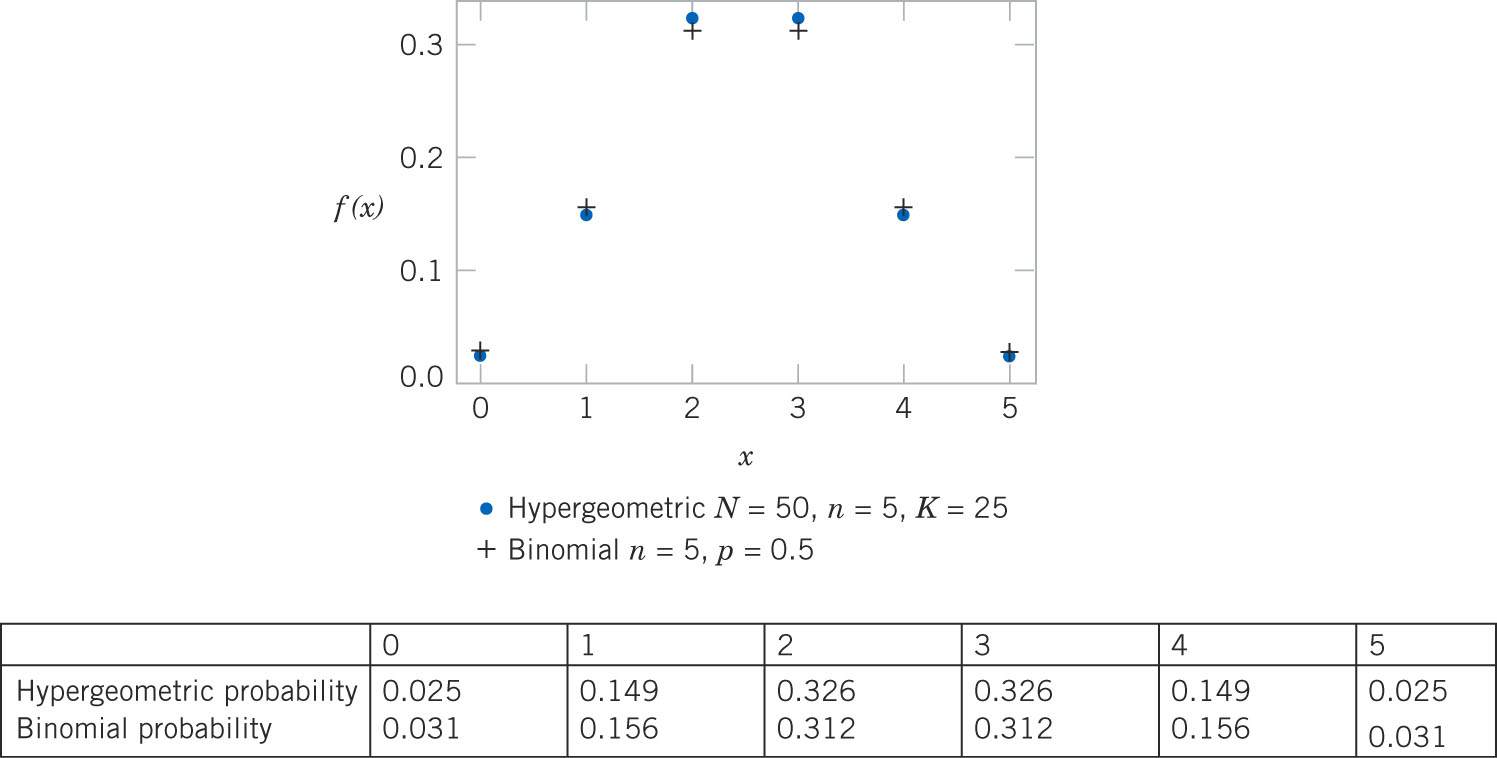 0.3
0.2
f(x)
0.1
0.0
0 1 2 3 4 5
x
Hypergeometric N = 50, n = 5, K = 25
+ Binomial n = 5, p = 0.5
0 1 2 3 4 5
Hypergeometric probability 0.025 0.149 0.326 0.326 0.149 0.025
Binomial probability 0.031 0.156 0.312 0.312 0.156 0.031